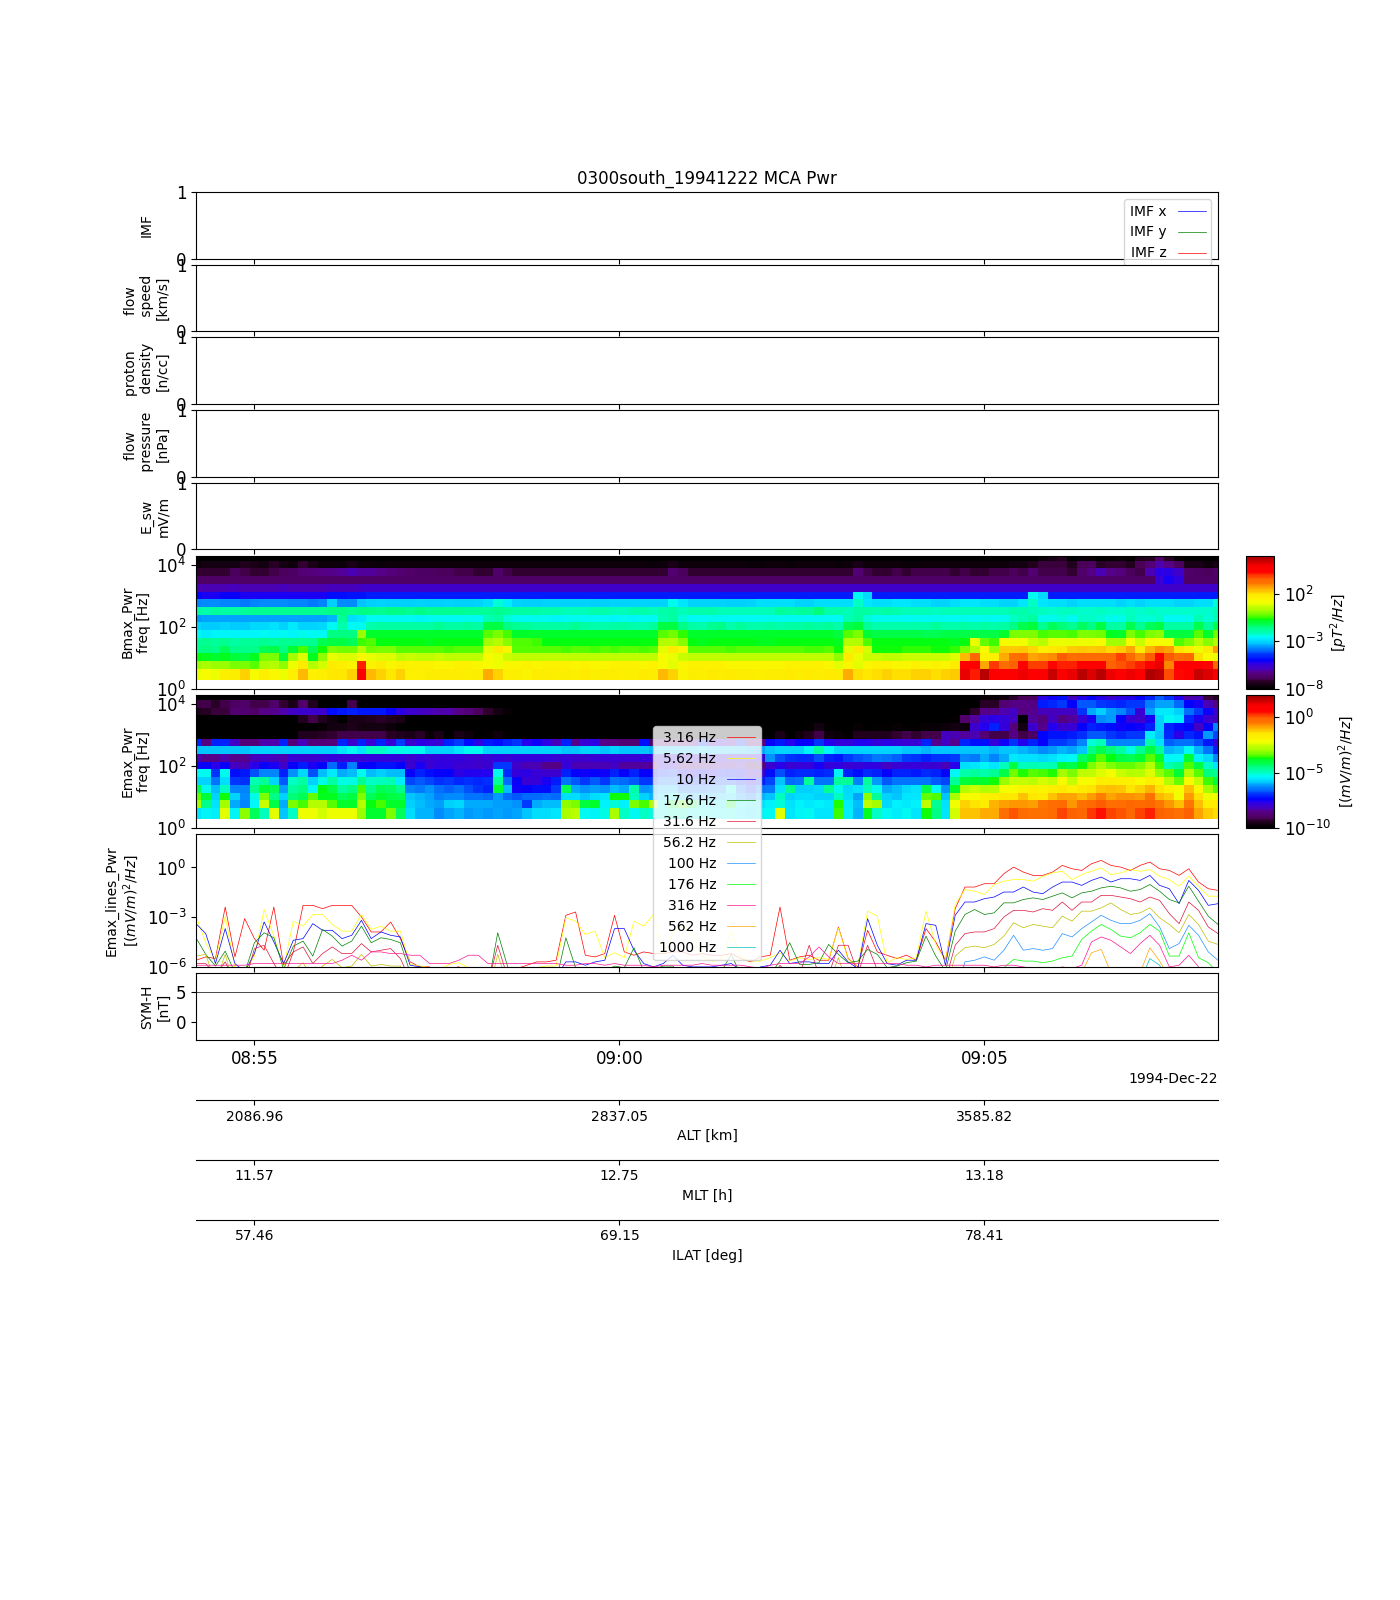 0300south_19941222 MCA Pwr
1
IMF
0
IMF x
IMF y
IMF z
1
flow
speed
[km/s]
0
1
proton
density
[n/cc]
0
1
flow
pressure
[nPa]
0
1
E_sw
mV/m
0
10^4
10^2
10^0
Bmax_Pwr
freq [Hz]
10^2
10^-3
10^-8
[pT^2/Hz]
10^4
10^2
10^0
Emax_Pwr
freq [Hz]
10^0
10^-5
10^-10
[(mV/m)^2/Hz]
3.16 Hz
5.62 Hz
10 Hz
17.6 Hz
31.6 Hz
56.2 Hz
100 Hz
176 Hz
316 Hz
562 Hz
1000 Hz
10^0
10^-3
10^-6
Emax_lines_Pwr
[(mV/m)^2/Hz]
5
0
SYM-H
[nT]
08:55 09:00 09:05
1994-Dec-22
2086.96 2837.05 3585.82
ALT [km]
11.57 12.75 13.18
MLT [h]
57.46 69.15 78.41
ILAT [deg]